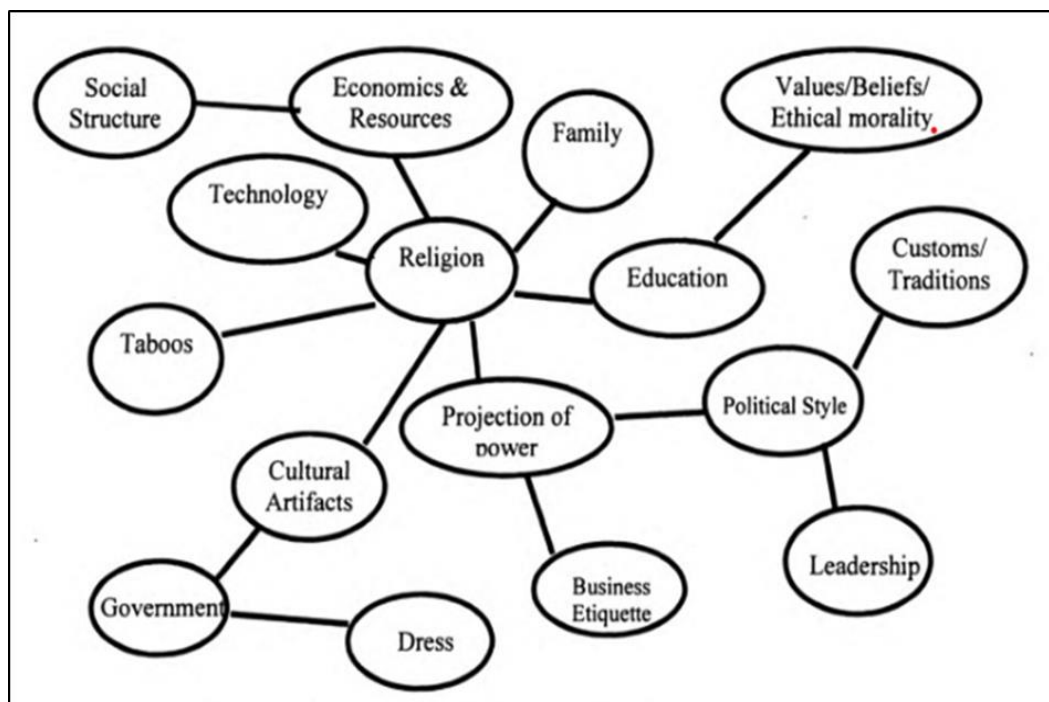 Social
Structure
Economics &
Resources
Values/Beliefs/
Ethical morality
Family
Technology
Religion
Education
Customs/
Traditions
Taboos
Projection of
power
Political Style
Cultural
Artifacts
Leadership
Government
Business
Etiquette
Dress